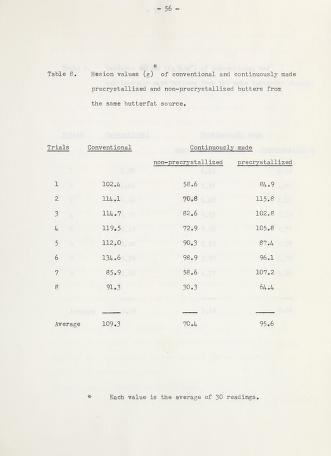 - 56 -
Table 8. Hesion values (g)* of conventional and continuously made
precrystallized and non-precrystallized butters from
the same butterfat source.
Trials Conventional Continuously made
non-precrystallized precrystallized
1 102.4 58.6 84.9
2 114.1 70.8 115.8
3 114.7 82.6 102.8
4 119.5 72.9 105.8
5 112.0 90.3 87.4
6 134.6 98.9 96.1
7 85.9 58.6 107.2
8 91.3 30.3 64.4
Average 109.3 70.4 95.6
* Each value is the average of 30 readings.